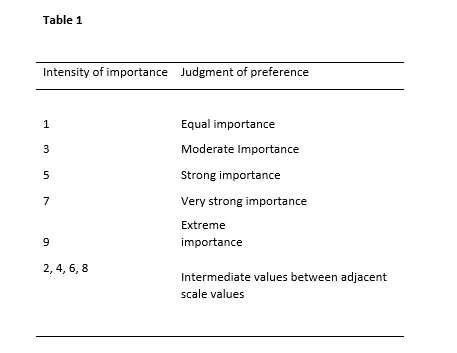 Table 1
Intensity of importance Judgment of preference
1 Equal importance
3 Moderate Importance
5 Strong importance
7 Very strong importance
Extreme
9 importance
2, 4, 6, 8
Intermediate values between adjacent
scale values